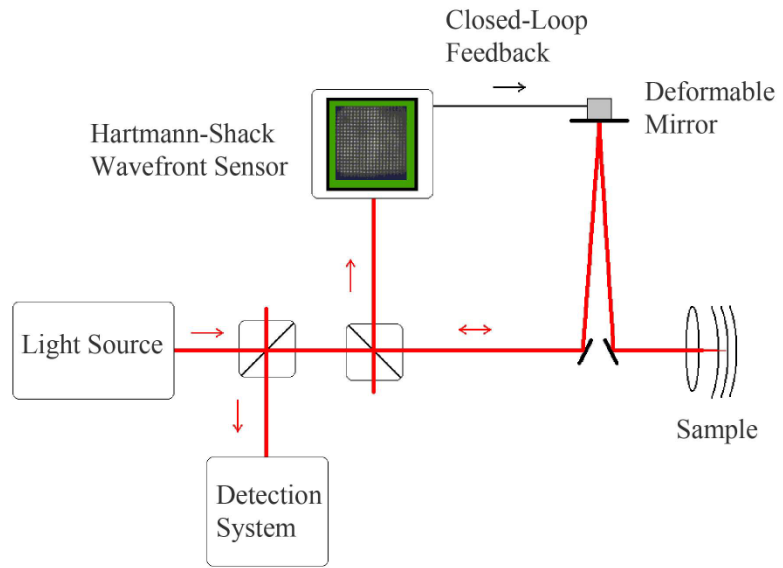 Closed-Loop
Feedback
Deformable
Mirror
Hartmann-Shack
Wavefront Sensor
Light Source
Sample
Detection
System